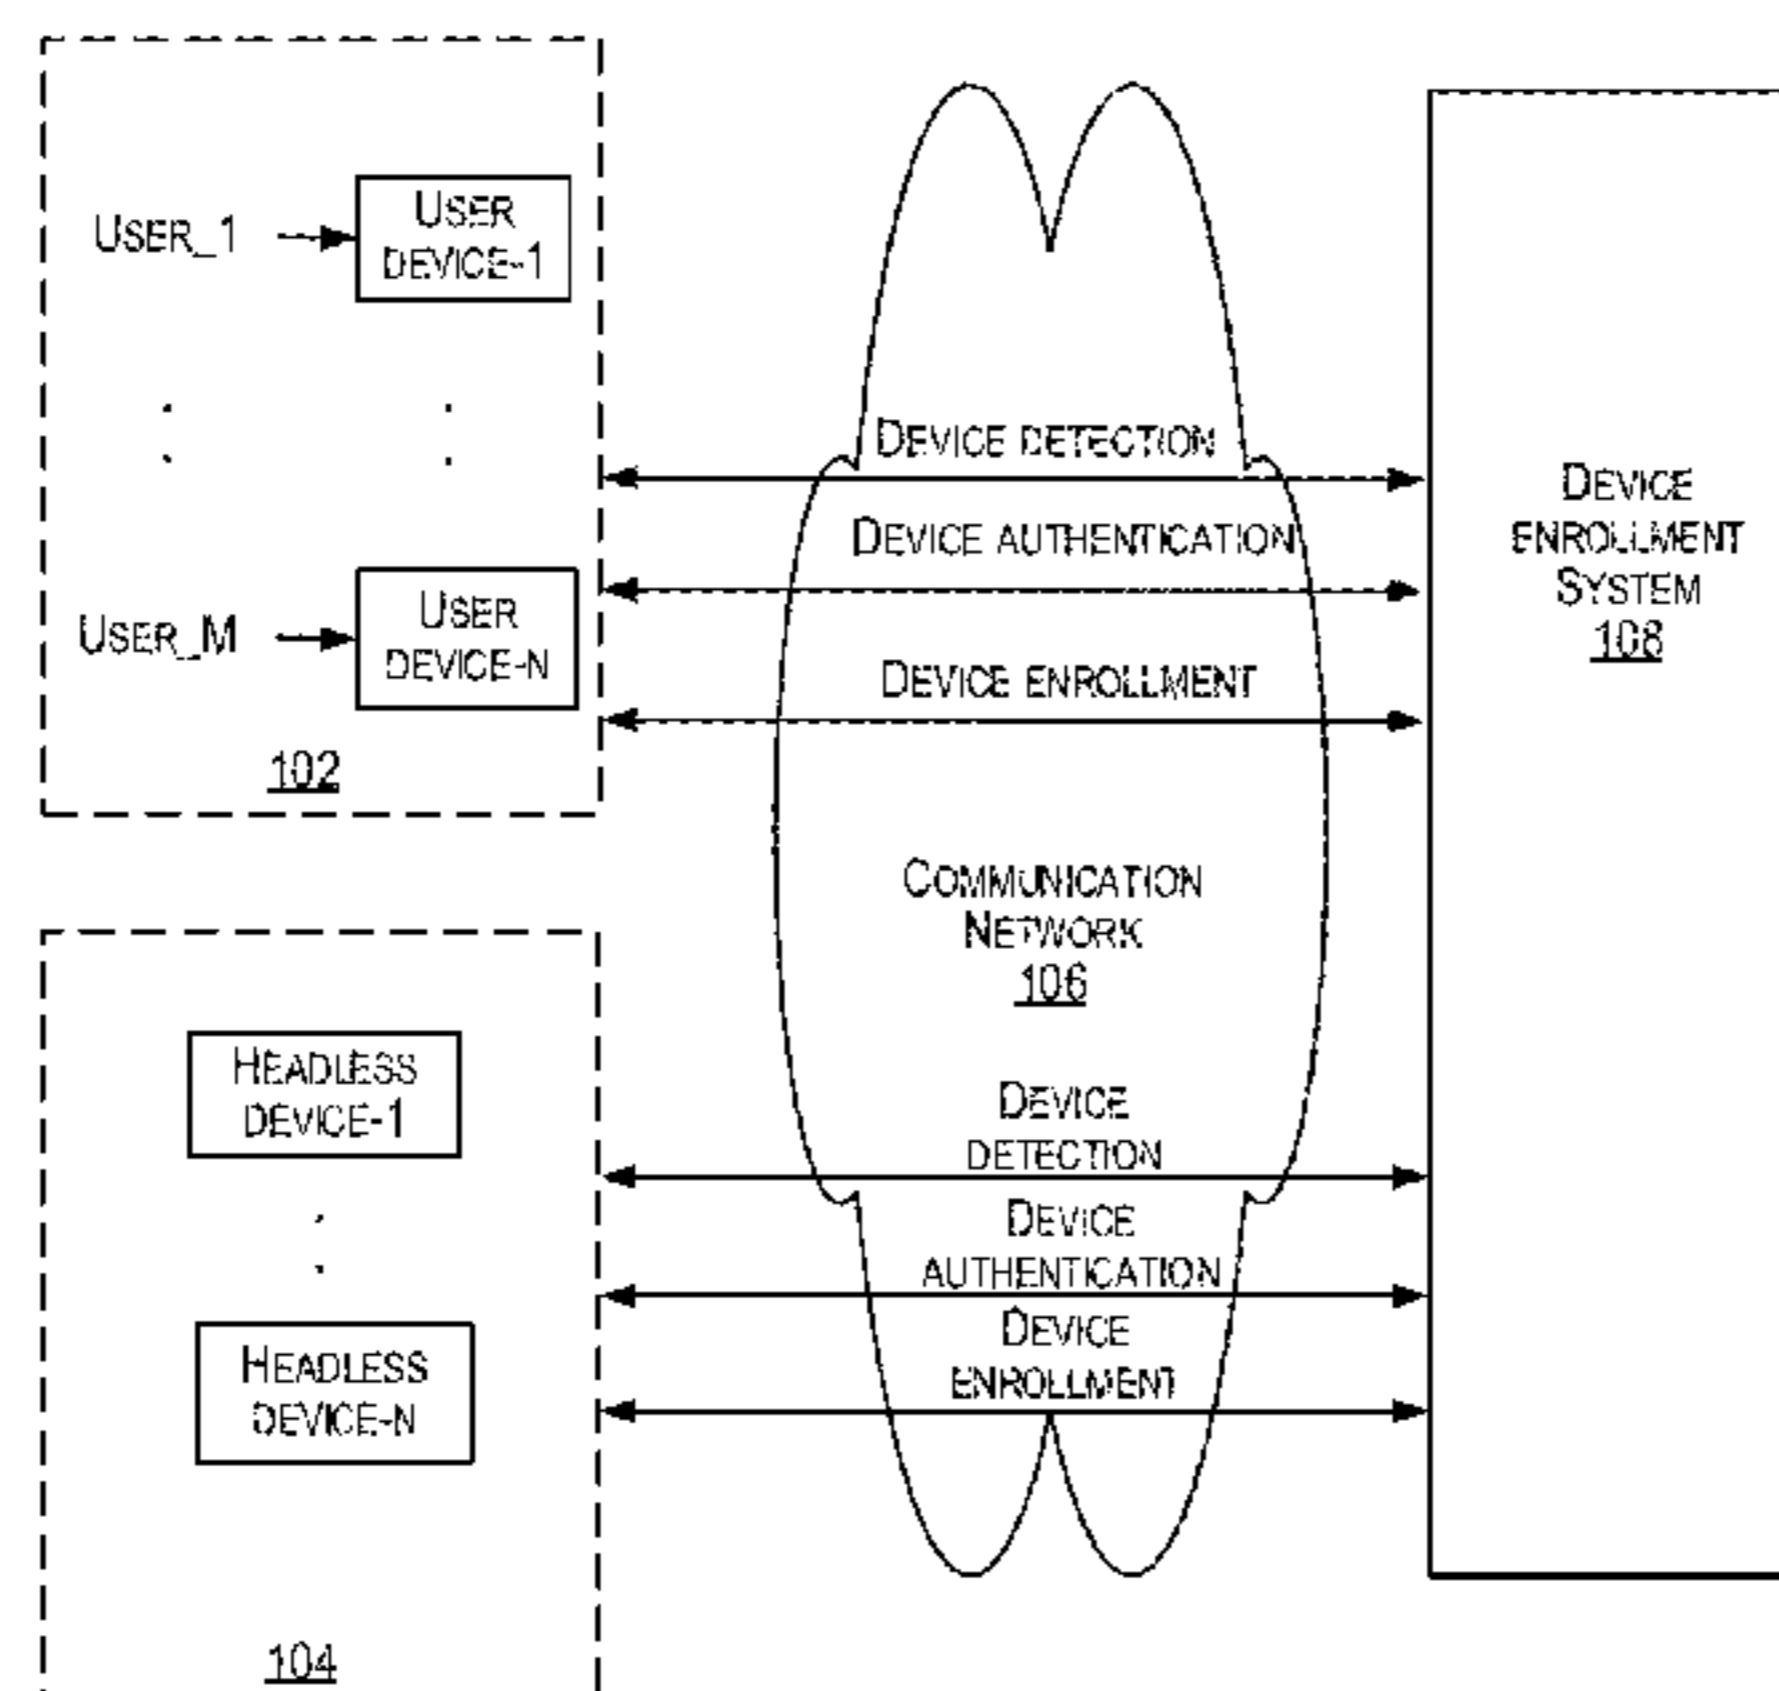 USER_1
USER
DEVICE-1
USER_M
USER
DEVICE-N
102
DEVICE DETECTION
DEVICE AUTHENTICATION
DEVICE ENROLLMENT
COMMUNICATION
NETWORK
106
DEVICE
ENROLLMENT
SYSTEM
108
HEADLESS
DEVICE-1
HEADLESS
DEVICE-N
104
DEVICE
DETECTION
DEVICE
AUTHENTICATION
DEVICE
ENROLLMENT